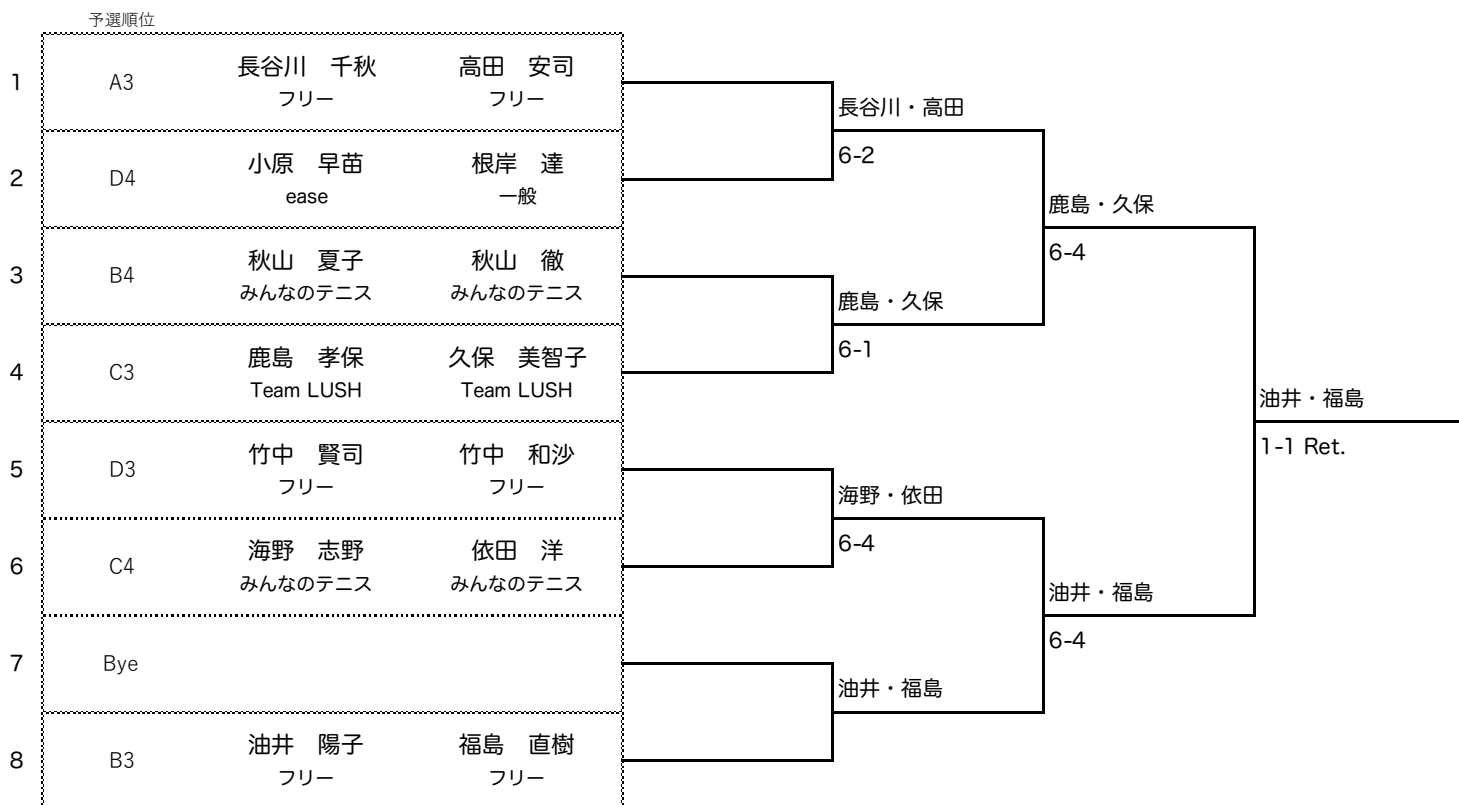 予選順位
1 A3 長谷川　千秋 高田　安司
フリー フリー
2 D4 小原　早苗 根岸　達
ease 一般
3 B4 秋山　夏子 秋山　徹
みんなのテニス みんなのテニス
4 C3 鹿島　孝保 久保　美智子
Team LUSH Team LUSH
5 D3 竹中　賢司 竹中　和沙
フリー フリー
6 C4 海野　志野 依田　洋
みんなのテニス みんなのテニス
7 Bye
8 B3 油井　陽子 福島　直樹
フリー フリー
長谷川・高田
6-2
鹿島・久保
6-1
海野・依田
6-4
油井・福島
鹿島・久保
6-4
油井・福島
6-4
油井・福島
1-1 Ret.